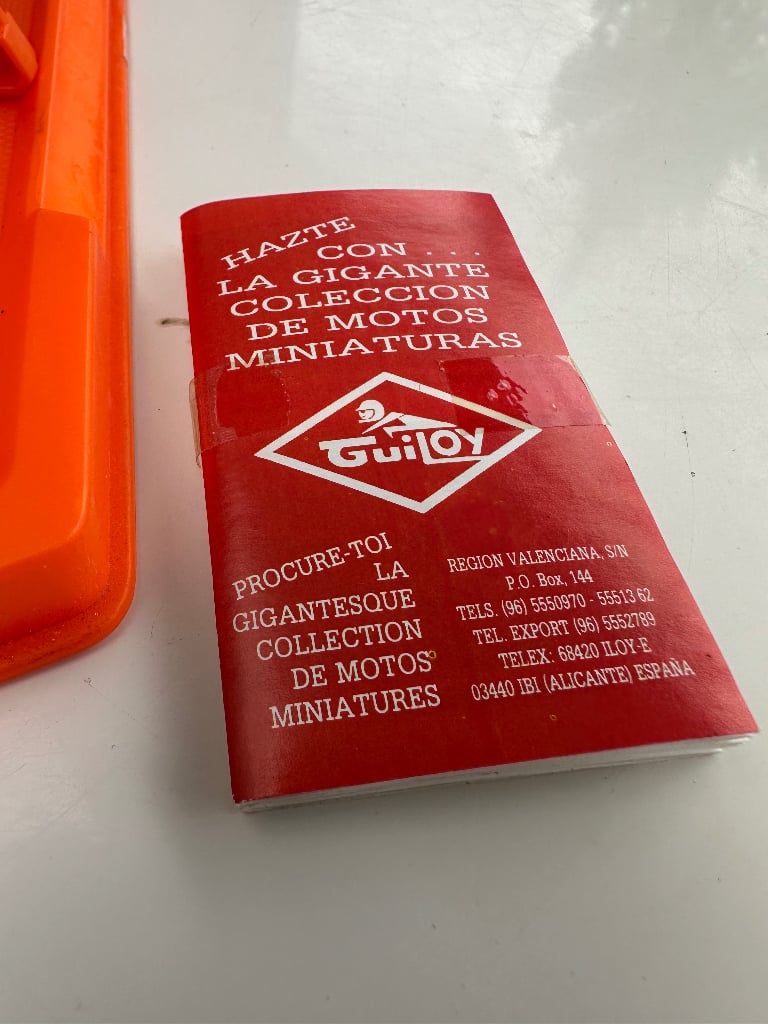 HAZTE
CON . . .
LA GIGANTE
COLECCION
DE MOTOS
MINIATURAS
GUILOY
PROCURE-TOI
LA
GIGANTESQUE
COLLECTION
DE MOTOS
MINIATURES
REGION VALENCIANA, S/N
P.O. Box, 144
TELS. (96) 5550970 - 55513 62
TEL. EXPORT (96) 5552789
TELEX: 68420 ILOY-E
03440 IBI (ALICANTE) ESPAÑA